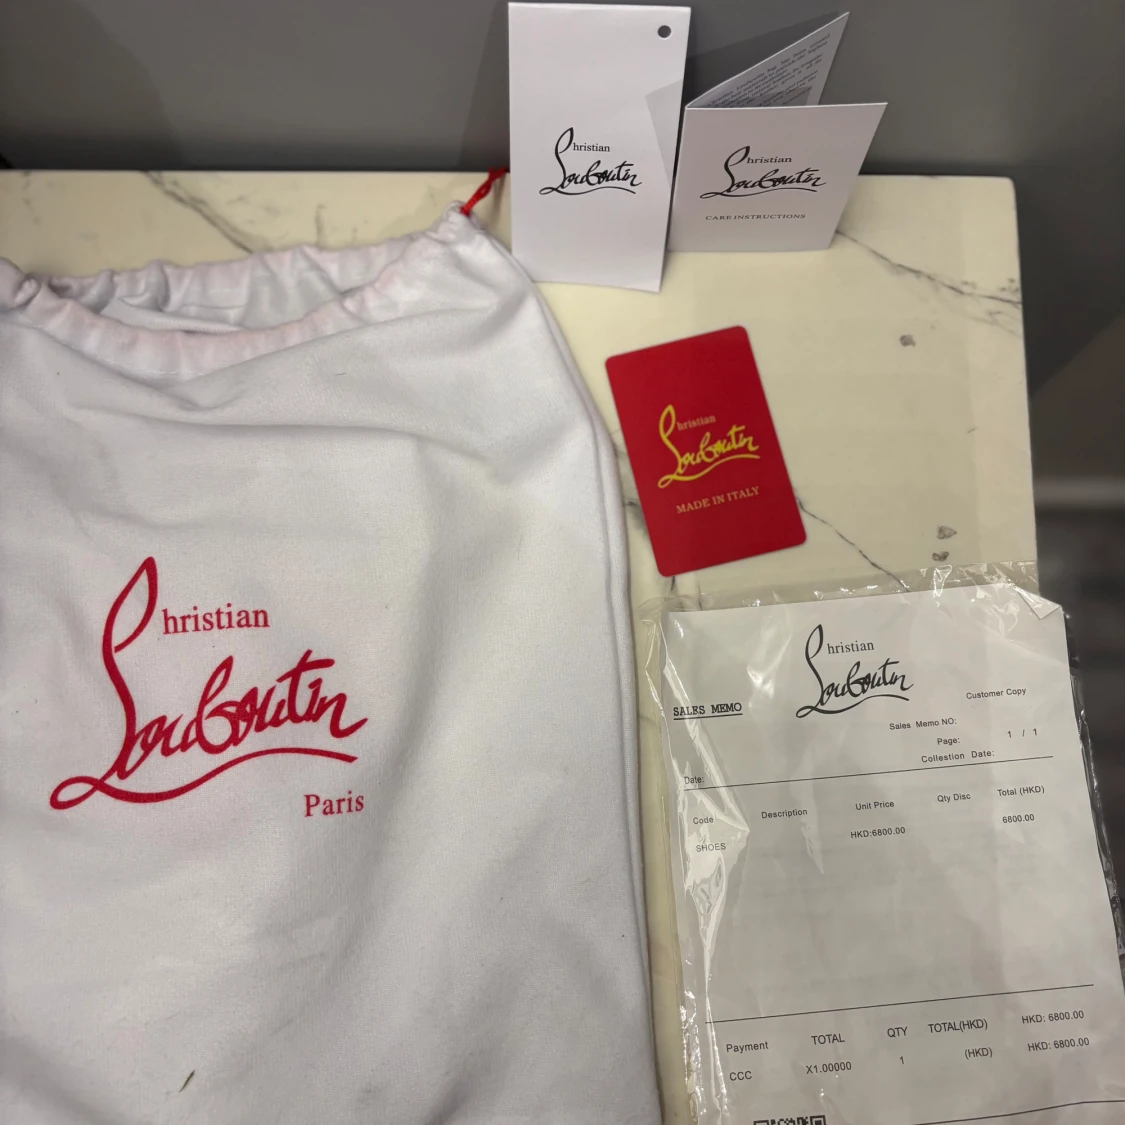 Christian
Louboutin
Christian
Louboutin
CARE INSTRUCTIONS
Christian
Louboutin
MADE IN ITALY
Christian
Louboutin
Paris
Christian
Louboutin
SALES MEMO
Customer Copy
Sales Memo NO:
Page: 1 / 1
Collestion Date:
Date:
Code Description Unit Price Qty Disc Total (HKD)
SHOES HKD:6800.00 6800.00
Payment TOTAL QTY TOTAL(HKD) HKD: 6800.00
CCC X1.00000 1 (HKD) HKD: 6800.00